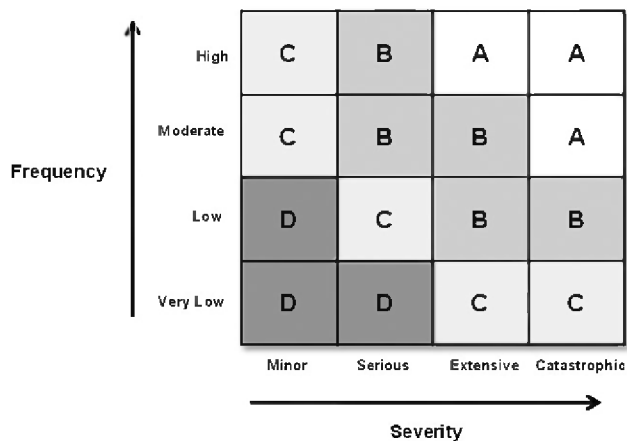 High C B A A
Moderate C B B A
Frequency
Low D C B B
Very Low D D C C
Minor Serious Extensive Catastrophic
Severity